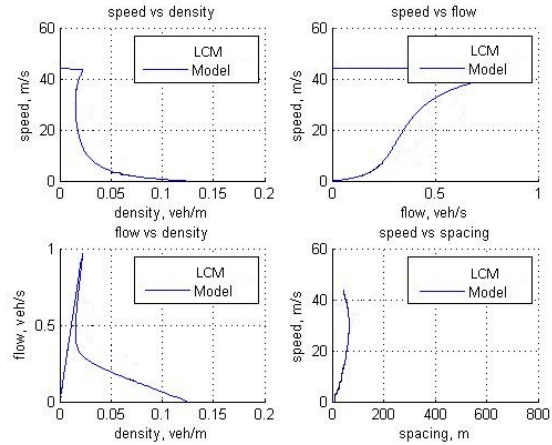 speed vs density
60
40
20
0
speed, m/s
LCM
Model
0
0.05
0.1
0.15
0.2
density, veh/m
speed vs flow
60
40
20
0
speed, m/s
LCM
Model
0
0.5
1
flow, veh/s
flow vs density
1
0.5
0
flow, veh/s
LCM
Model
0
0.05
0.1
0.15
0.2
density, veh/m
speed vs spacing
60
40
20
0
speed, m/s
LCM
Model
0
200
400
600
800
spacing, m